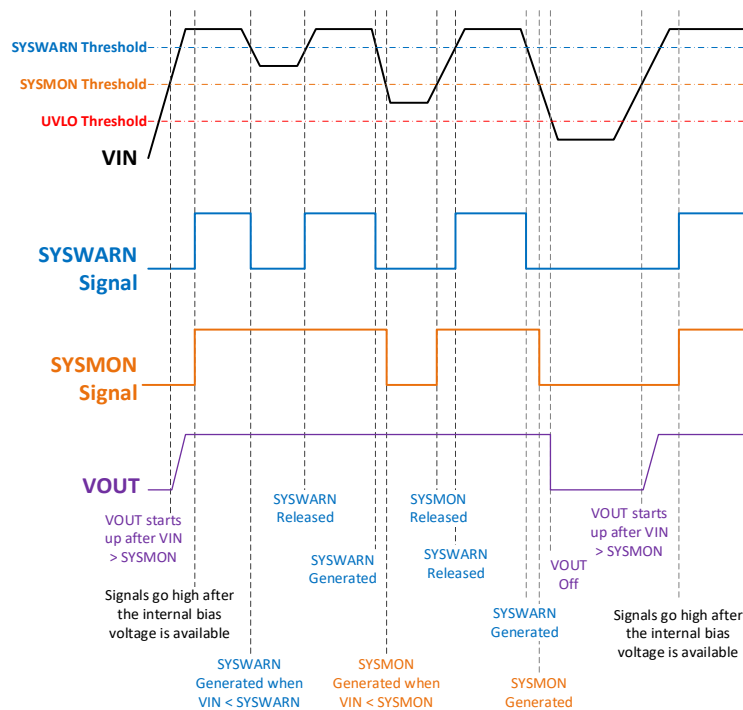 SYSWARN Threshold
SYSMON Threshold
UVLO Threshold
VIN
SYSWARN
Signal
SYSMON
Signal
VOUT
VOUT starts
up after VIN
> SYSMON
Signals go high after
the internal bias
voltage is available
SYSWARN
Generated when
VIN < SYSWARN
SYSWARN
Released
SYSWARN
Generated
SYSMON
Generated when
VIN < SYSMON
SYSMON
Released
SYSWARN
Released
SYSWARN
Generated
SYSMON
Generated
VOUT
Off
VOUT starts
up after VIN
> SYSMON
Signals go high after
the internal bias
voltage is available